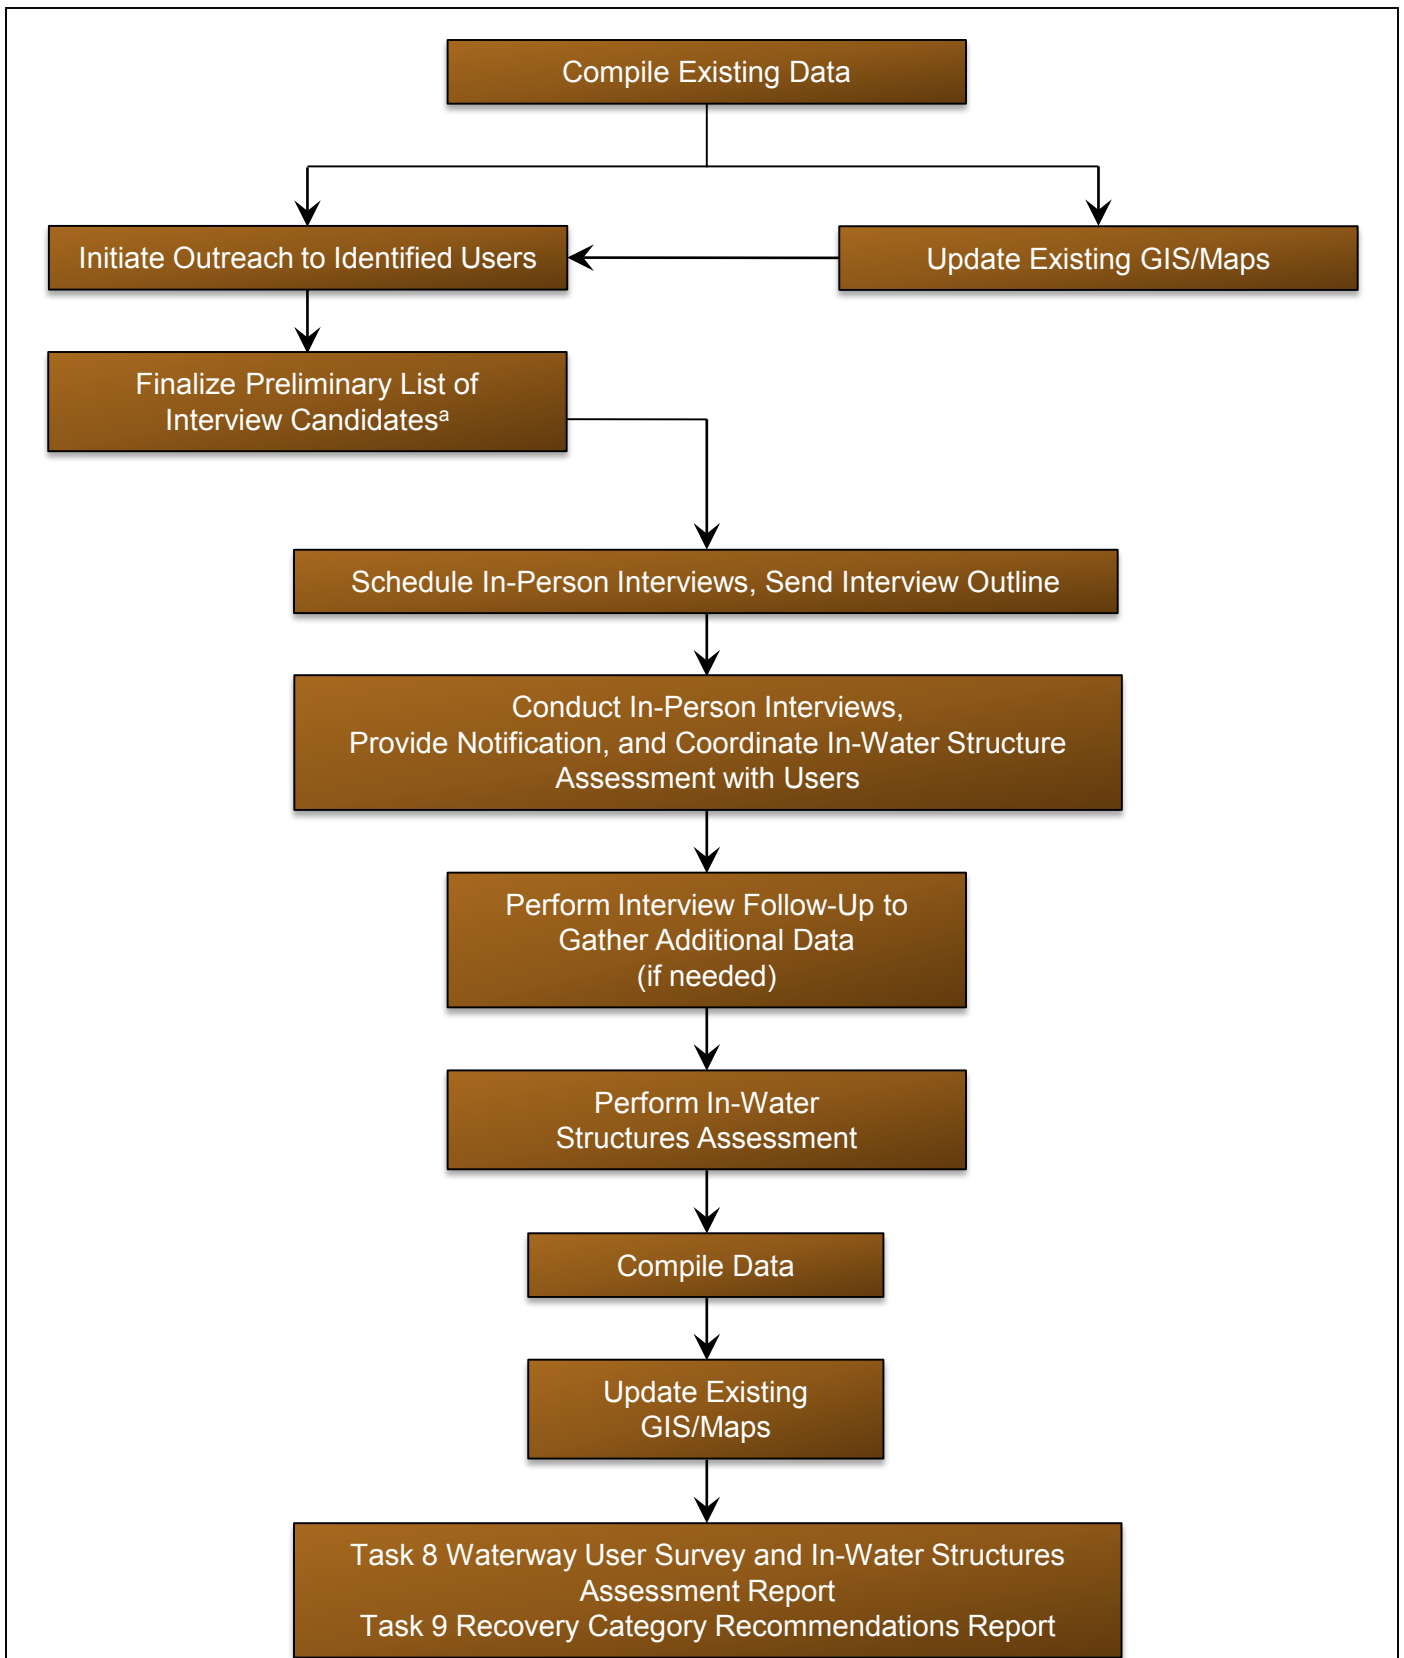 Compile Existing Data
Initiate Outreach to Identified Users
Update Existing GIS/Maps
Finalize Preliminary List of
Interview Candidatesᵃ
Schedule In-Person Interviews, Send Interview Outline
Conduct In-Person Interviews,
Provide Notification, and Coordinate In-Water Structure
Assessment with Users
Perform Interview Follow-Up to
Gather Additional Data
(if needed)
Perform In-Water
Structures Assessment
Compile Data
Update Existing
GIS/Maps
Task 8 Waterway User Survey and In-Water Structures
Assessment Report
Task 9 Recovery Category Recommendations Report